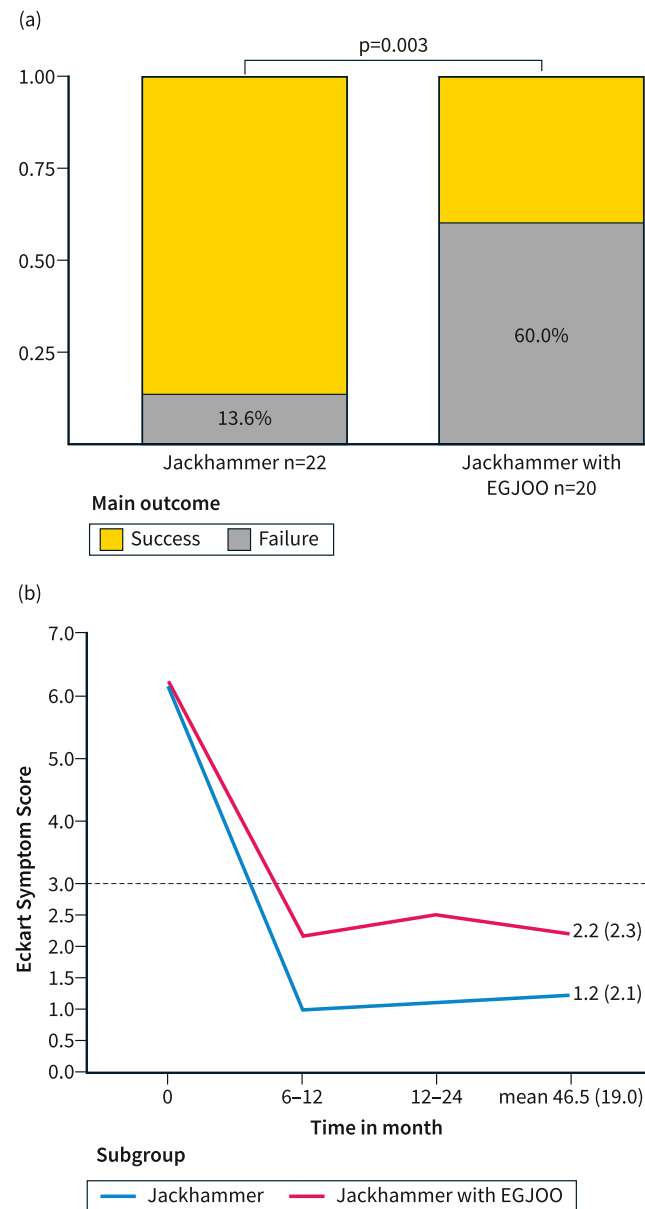 (a)
p=0.003
1.00
0.75
0.50
0.25
60.0%
13.6%
Jackhammer n=22
Jackhammer with
EGJOO n=20
Main outcome
Success
Failure
(b)
7.0
6.0
5.0
4.0
3.0
2.5
2.0
1.5
1.0
0.5
0.0
Eckart Symptom Score
2.2 (2.3)
1.2 (2.1)
0
6–12
12–24
mean 46.5 (19.0)
Time in month
Subgroup
Jackhammer
Jackhammer with EGJOO